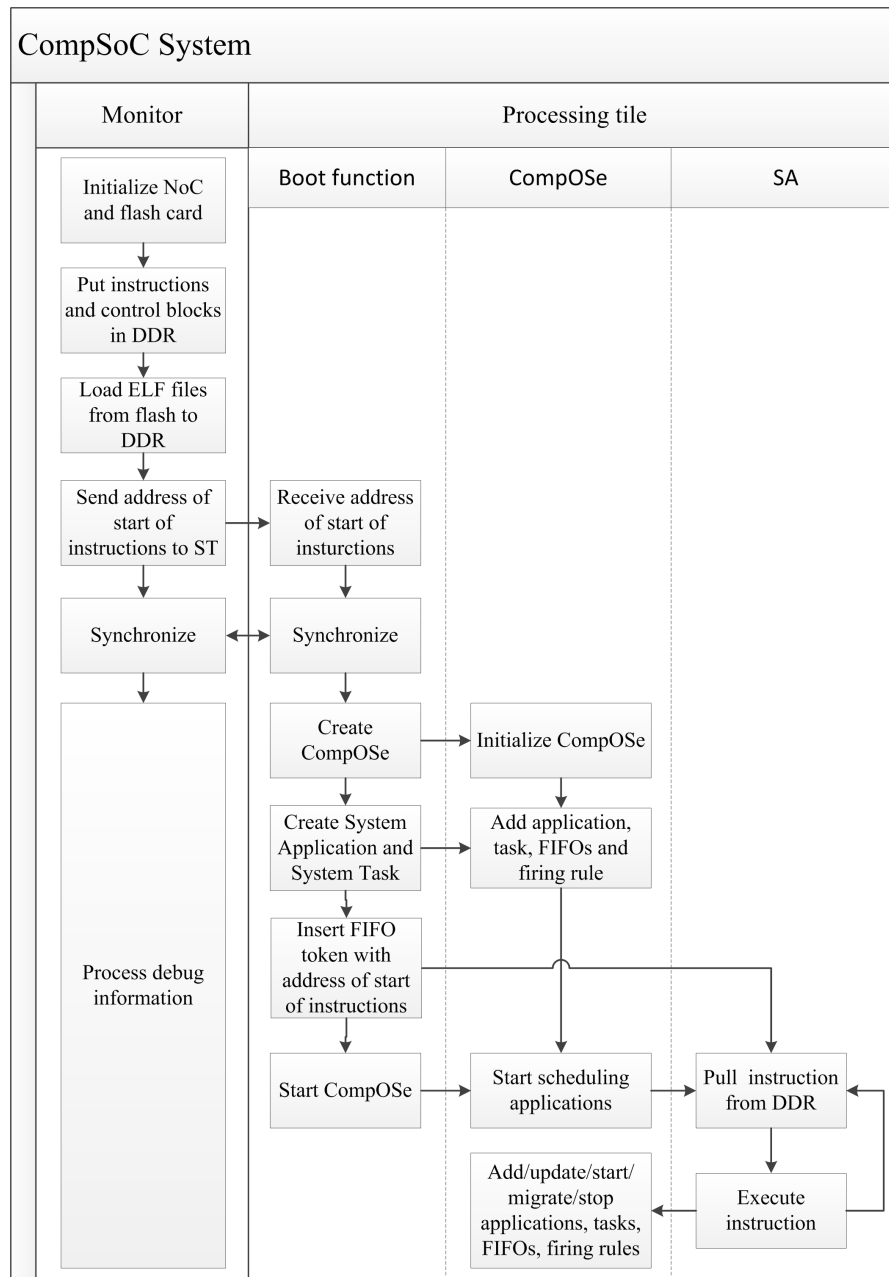 CompSoC System
Monitor
Processing tile
Boot function
CompOSe
SA
Initialize NoC
and flash card
Put instructions
and control blocks
in DDR
Load ELF files
from flash to
DDR
Send address of
start of
instructions to ST
Receive address
of start of
insturctions
Synchronize
Synchronize
Create
CompOSe
Initialize CompOSe
Create System
Application and
System Task
Add application,
task, FIFOs and
firing rule
Insert FIFO
token with
address of start
of instructions
Process debug
information
Start CompOSe
Start scheduling
applications
Pull instruction
from DDR
Add/update/start/
migrate/stop
applications, tasks,
FIFOs, firing rules
Execute
instruction